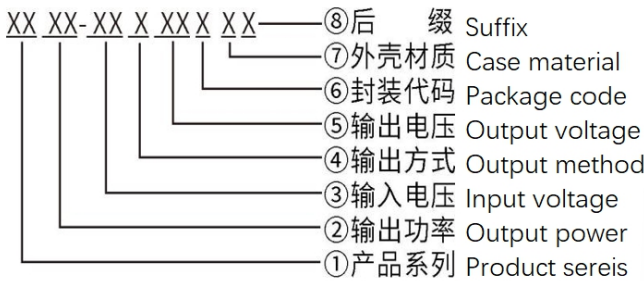 XX XX-XX X XX X XX
⑧后 缀 Suffix
⑦外壳材质 Case material
⑥封装代码 Package code
⑤输出电压 Output voltage
④输出方式 Output method
③输入电压 Input voltage
②输出功率 Output power
①产品系列 Product sereis